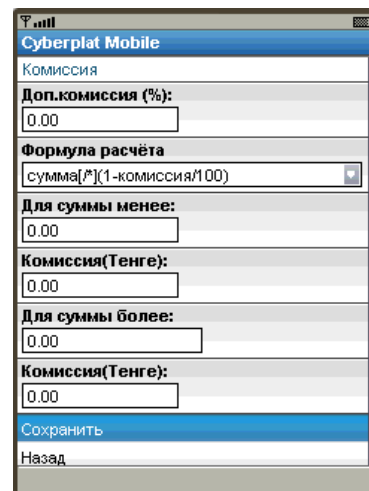 Cyberplat Mobile
Комиссия
Доп.комиссия (%):
0.00
Формула расчёта
сумма[/*](1-комиссия/100)
Для суммы менее:
0.00
Комиссия(Тенге):
0.00
Для суммы более:
0.00
Комиссия(Тенге):
0.00
Сохранить
Назад